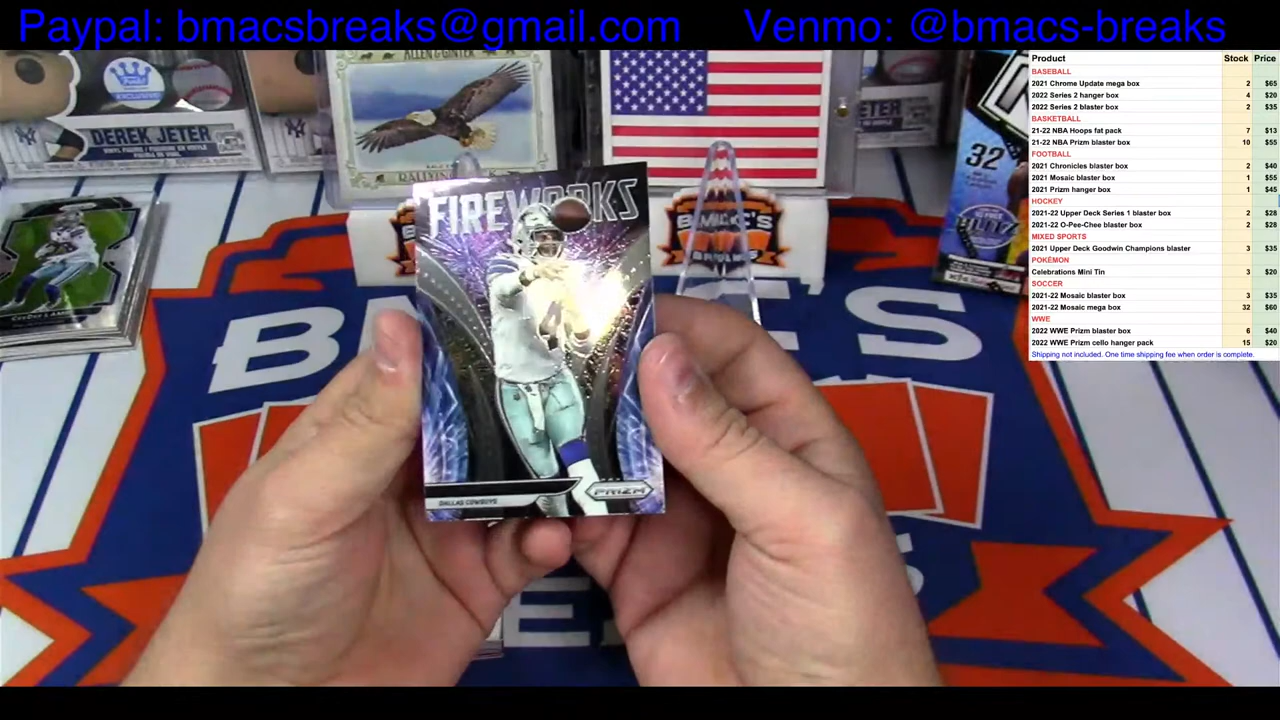 Paypal: bmacsbreaks@gmail.com Venmo: @bmacs-breaks
Product Stock Price
BASEBALL
2021 Chrome Update mega box 2 $65
2022 Series 2 hanger box 4 $20
2022 Series 2 blaster box 2 $35
BASKETBALL
21-22 NBA Hoops fat pack 7 $13
21-22 NBA Prizm blaster box 10 $55
FOOTBALL
2021 Chronicles blaster box 2 $40
2021 Mosaic blaster box 1 $55
2021 Prizm hanger box 1 $45
HOCKEY
2021-22 Upper Deck Series 1 blaster box 2 $28
2021-22 O-Pee-Chee blaster box 2 $28
MIXED SPORTS
2021 Upper Deck Goodwin Champions blaster 3 $35
POKÉMON
Celebrations Mini Tin 3 $20
SOCCER
2021-22 Mosaic blaster box 3 $35
2021-22 Mosaic mega box 32 $60
WWE
2022 WWE Prizm blaster box 6 $40
2022 WWE Prizm cello hanger pack 15 $20
Shipping not included. One time shipping fee when order is complete.
ALLEN & GINTER
Funko
EXCLUSIVE
DEREK JETER
JETER
32
FIREWORKS
DALLAS COWBOYS
PRIZM